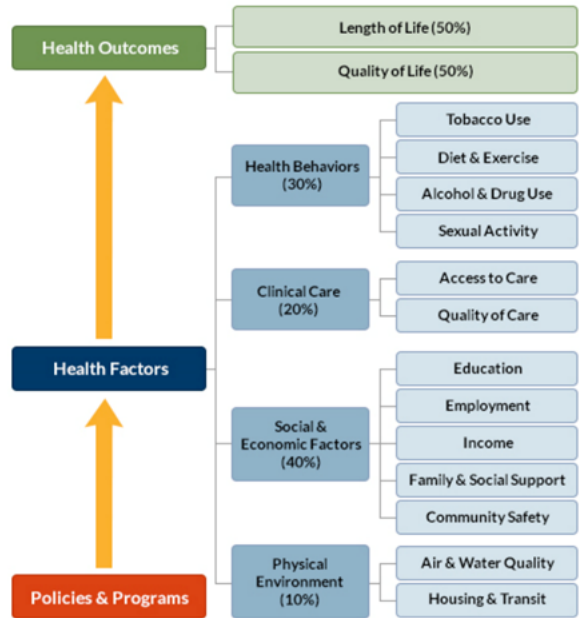 Health Outcomes
Length of Life (50%)
Quality of Life (50%)
Health Behaviors
(30%)
Tobacco Use
Diet & Exercise
Alcohol & Drug Use
Sexual Activity
Clinical Care
(20%)
Access to Care
Quality of Care
Health Factors
Social &
Economic Factors
(40%)
Education
Employment
Income
Family & Social Support
Community Safety
Physical
Environment
(10%)
Air & Water Quality
Housing & Transit
Policies & Programs